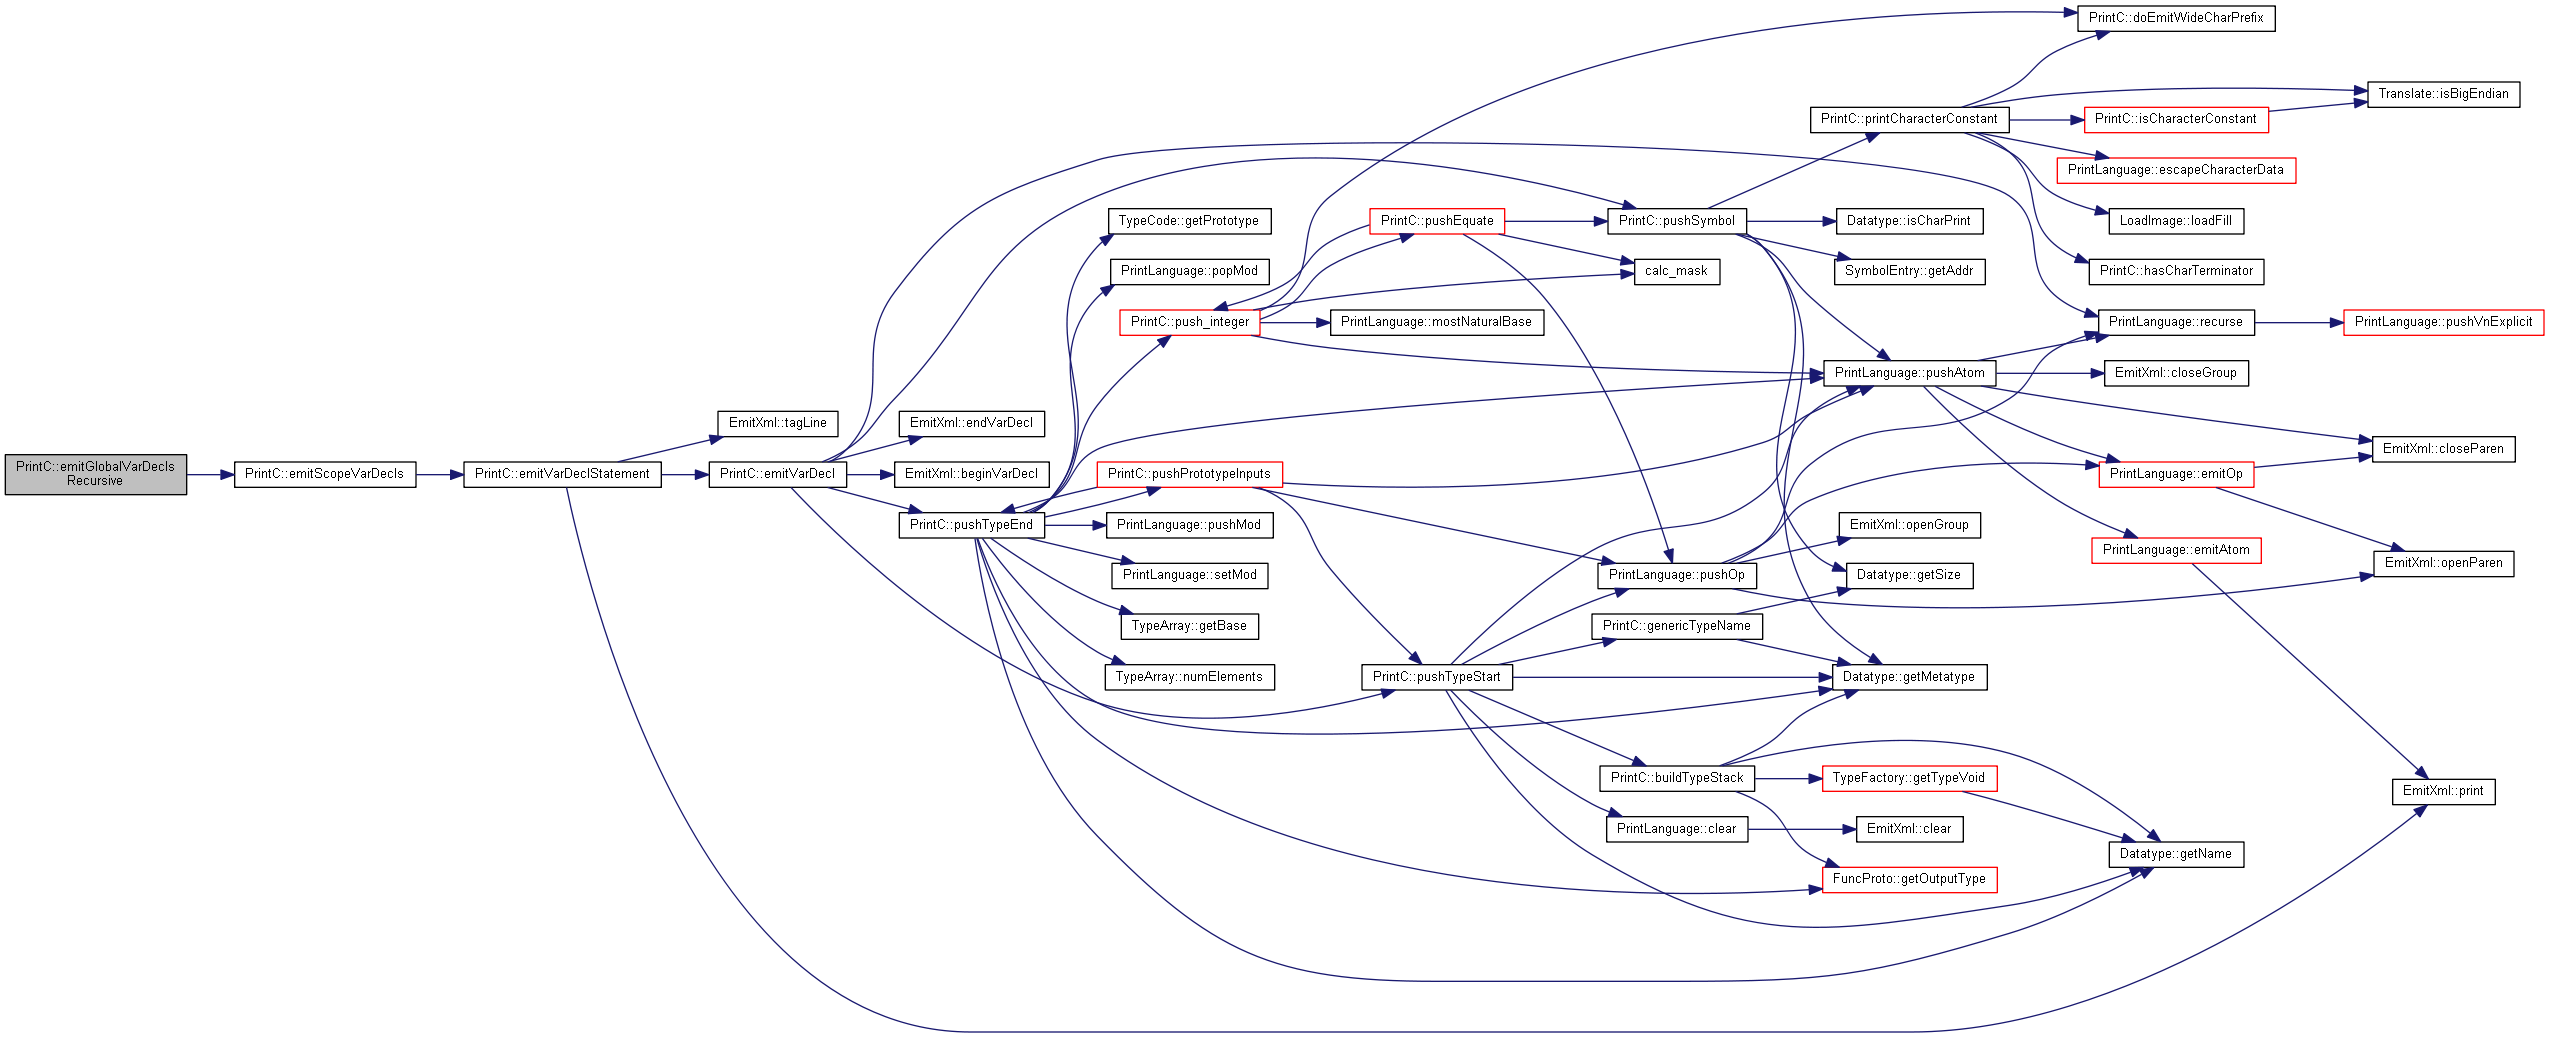 PrintC::doEmitWideCharPrefix
Translate::isBigEndian
PrintC::printCharacterConstant
PrintC::isCharacterConstant
PrintLanguage::escapeCharacterData
TypeCode::getPrototype
PrintC::pushEquate
PrintC::pushSymbol
Datatype::isCharPrint
LoadImage::loadFill
PrintLanguage::popMod
calc_mask
SymbolEntry::getAddr
PrintC::hasCharTerminator
PrintC::push_integer
PrintLanguage::mostNaturalBase
PrintLanguage::recurse
PrintLanguage::pushVnExplicit
PrintLanguage::pushAtom
EmitXml::closeGroup
EmitXml::tagLine
EmitXml::endVarDecl
EmitXml::closeParen
PrintC::emitGlobalVarDecls
Recursive
PrintC::emitScopeVarDecls
PrintC::emitVarDeclStatement
PrintC::emitVarDecl
EmitXml::beginVarDecl
PrintC::pushPrototypeInputs
PrintLanguage::emitOp
PrintC::pushTypeEnd
PrintLanguage::pushMod
EmitXml::openGroup
PrintLanguage::emitAtom
EmitXml::openParen
PrintLanguage::setMod
PrintLanguage::pushOp
Datatype::getSize
TypeArray::getBase
PrintC::genericTypeName
TypeArray::numElements
PrintC::pushTypeStart
Datatype::getMetatype
PrintC::buildTypeStack
TypeFactory::getTypeVoid
EmitXml::print
PrintLanguage::clear
EmitXml::clear
Datatype::getName
FuncProto::getOutputType